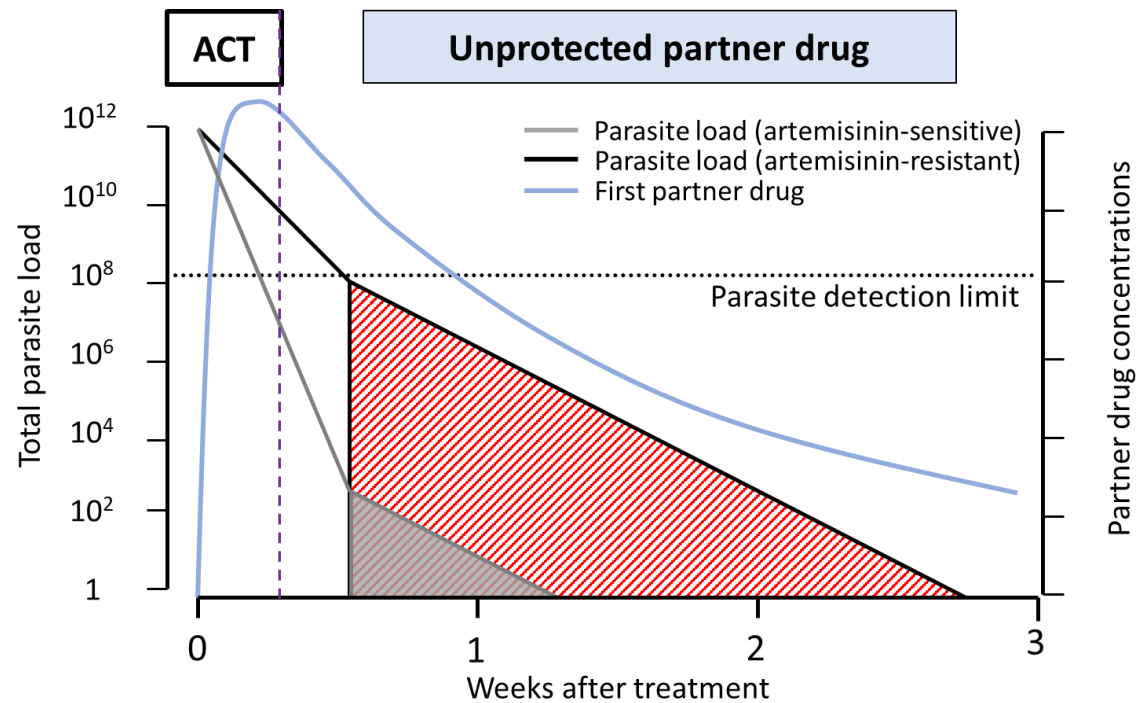 ACT
Unprotected partner drug
Parasite load (artemisinin-sensitive)
Parasite load (artemisinin-resistant)
First partner drug
Parasite detection limit
Total parasite load
10¹²
10¹⁰
10⁸
10⁶
10⁴
10²
1
Partner drug concentrations
0
1
2
3
Weeks after treatment